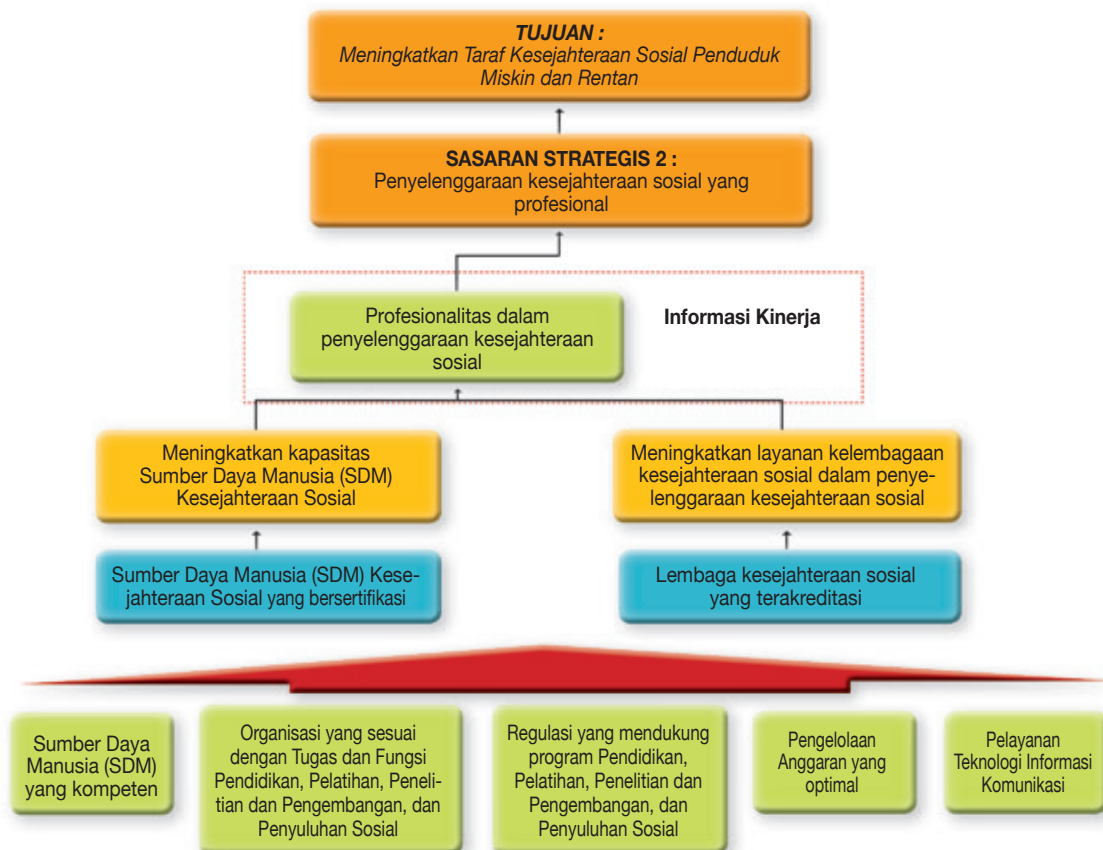 TUJUAN :
Meningkatkan Taraf Kesejahteraan Sosial Penduduk
Miskin dan Rentan
SASARAN STRATEGIS 2 :
Penyelenggaraan kesejahteraan sosial yang
profesional
Profesionalitas dalam
penyelenggaraan kesejahteraan
sosial
Informasi Kinerja
Meningkatkan kapasitas
Sumber Daya Manusia (SDM)
Kesejahteraan Sosial
Meningkatkan layanan kelembagaan
kesejahteraan sosial dalam penye-
lenggaraan kesejahteraan sosial
Sumber Daya Manusia (SDM) Kese-
jahteraan Sosial yang bersertifikasi
Lembaga kesejahteraan sosial
yang terakreditasi
Sumber Daya
Manusia (SDM)
yang kompeten
Organisasi yang sesuai
dengan Tugas dan Fungsi
Pendidikan, Pelatihan, Peneli-
tian dan Pengembangan, dan
Penyuluhan Sosial
Regulasi yang mendukung
program Pendidikan,
Pelatihan, Penelitian dan
Pengembangan, dan
Penyuluhan Sosial
Pengelolaan
Anggaran yang
optimal
Pelayanan
Teknologi Informasi
Komunikasi